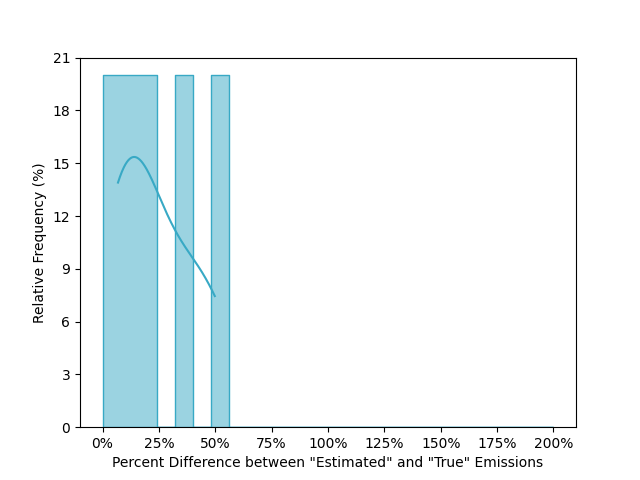 21
18
15
12
9
6
3
0
Relative Frequency (%)
0% 25% 50% 75% 100% 125% 150% 175% 200%
Percent Difference between "Estimated" and "True" Emissions